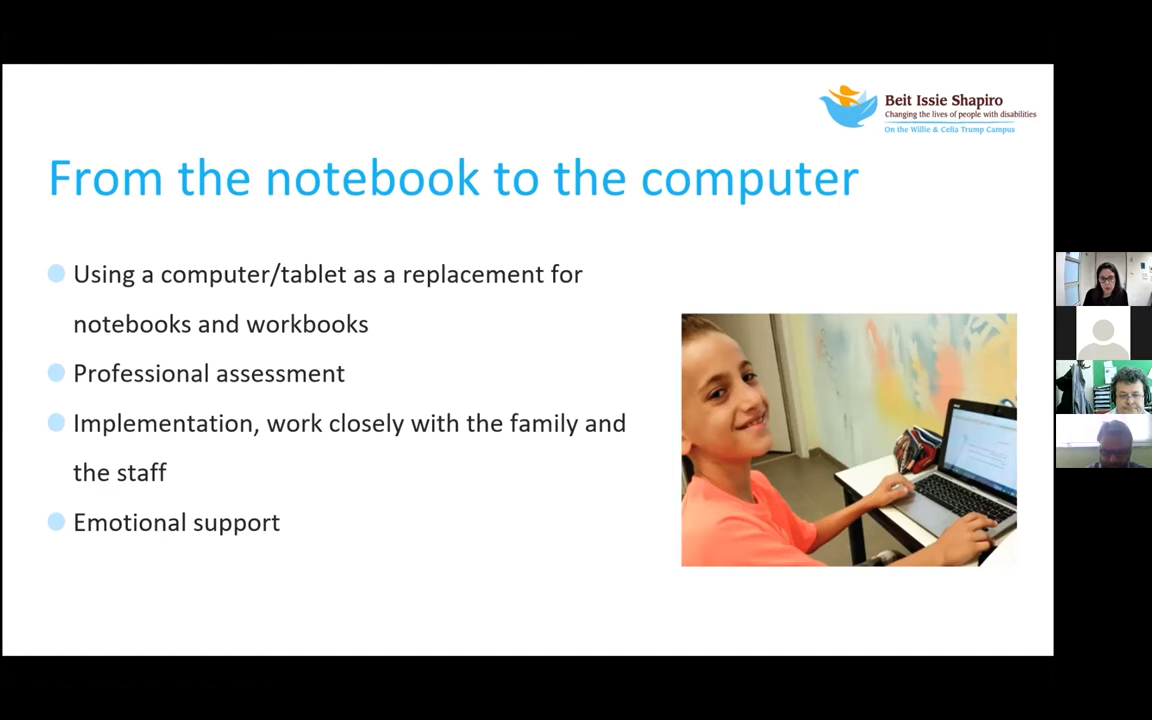 Beit Issie Shapiro
Changing the lives of people with disabilities
On the Willie & Celia Trump Campus
From the notebook to the computer
Using a computer/tablet as a replacement for
notebooks and workbooks
Professional assessment
Implementation, work closely with the family and
the staff
Emotional support